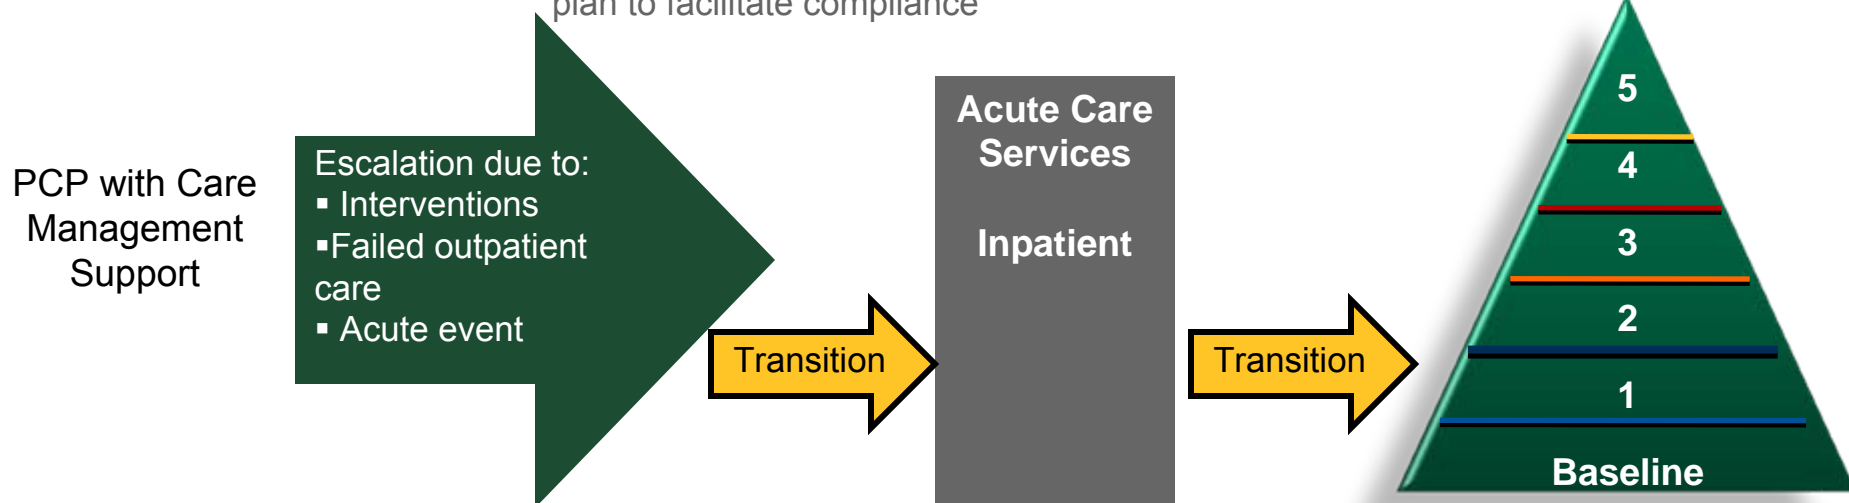 plan to facilitate compliance
PCP with Care
Management
Support
Escalation due to:
▪ Interventions
▪Failed outpatient
care
▪ Acute event
Transition
Acute Care
Services
Inpatient
Transition
5
4
3
2
1
Baseline